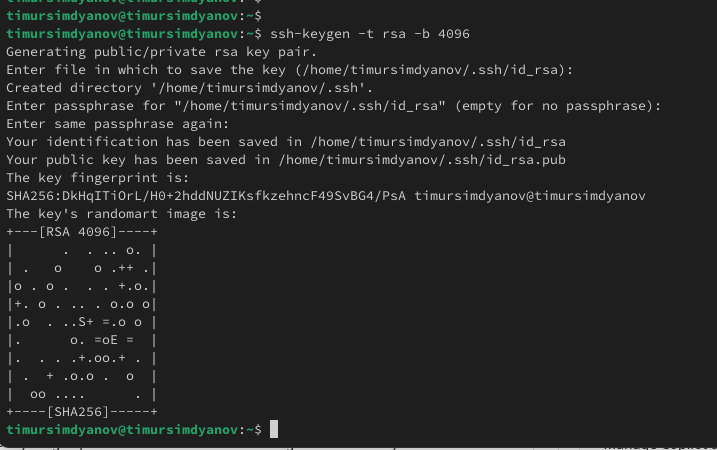 timursimdyanov@timursimdyanov:~$
timursimdyanov@timursimdyanov:~$ ssh-keygen -t rsa -b 4096
Generating public/private rsa key pair.
Enter file in which to save the key (/home/timursimdyanov/.ssh/id_rsa):
Created directory '/home/timursimdyanov/.ssh'.
Enter passphrase for "/home/timursimdyanov/.ssh/id_rsa" (empty for no passphrase):
Enter same passphrase again:
Your identification has been saved in /home/timursimdyanov/.ssh/id_rsa
Your public key has been saved in /home/timursimdyanov/.ssh/id_rsa.pub
The key fingerprint is:
SHA256:DkHqITiOrL/H0+2hddNUZIKsfkzehncF49SvBG4/PsA timursimdyanov@timursimdyanov
The key's randomart image is:
+---[RSA 4096]----+
|      .  . .. o. |
| .   o    o .++ .|
|o . o .  . . +.o.|
|+. o . .. . o.o o|
|.o  . ..S+ =.o o |
|.      o. =oE =  |
|.  . . .+.oo.+ . |
| .  + .o.o .  o  |
|  oo ....      . |
+----[SHA256]-----+
timursimdyanov@timursimdyanov:~$